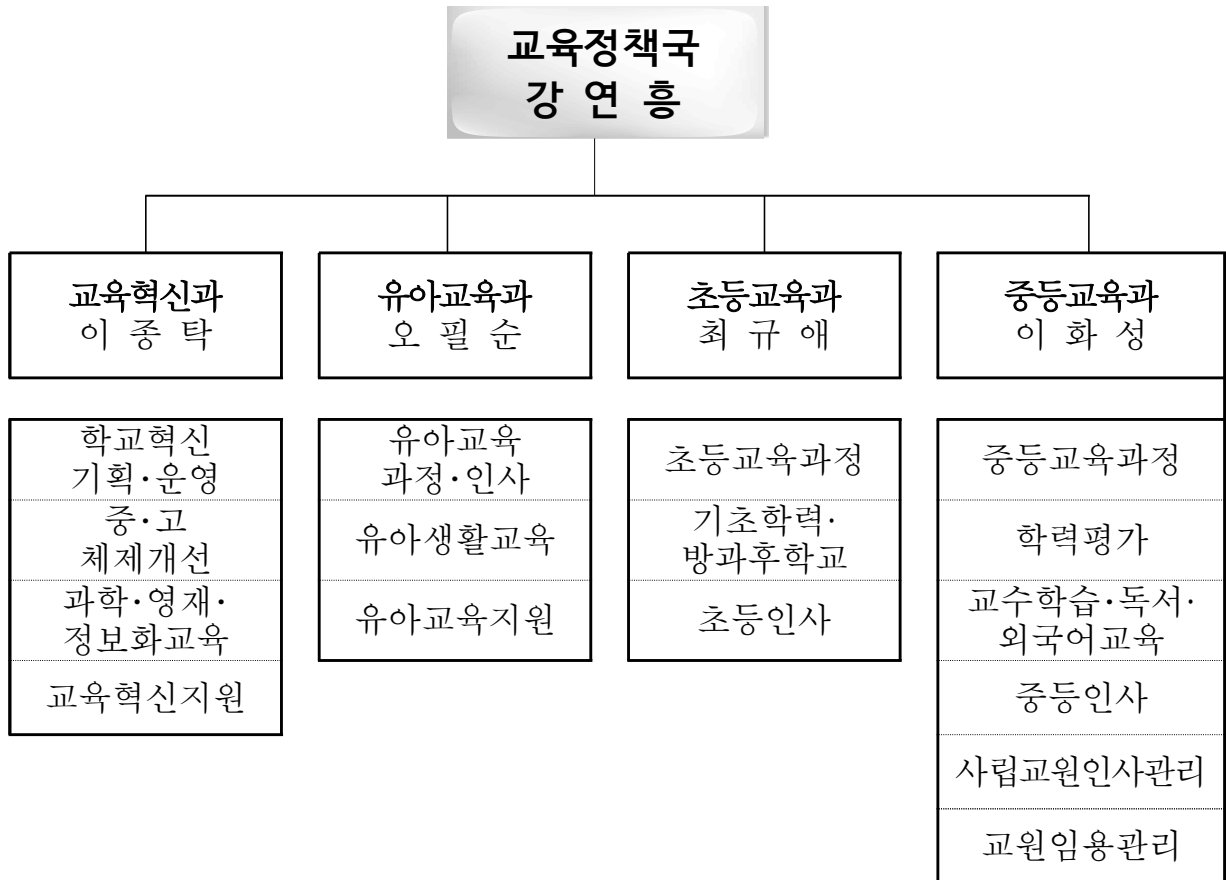 교육정책국
강 연 흥
교육혁신과
이 종 탁
유아교육과
오 필 순
초등교육과
최 규 애
중등교육과
이 화 성
학교혁신
기획·운영
중·고
체제개선
과학·영재·
정보화교육
교육혁신지원
유아교육
과정·인사
유아생활교육
유아교육지원
초등교육과정
기초학력·
방과후학교
초등인사
중등교육과정
학력평가
교수학습·독서·
외국어교육
중등인사
사립교원인사관리
교원임용관리